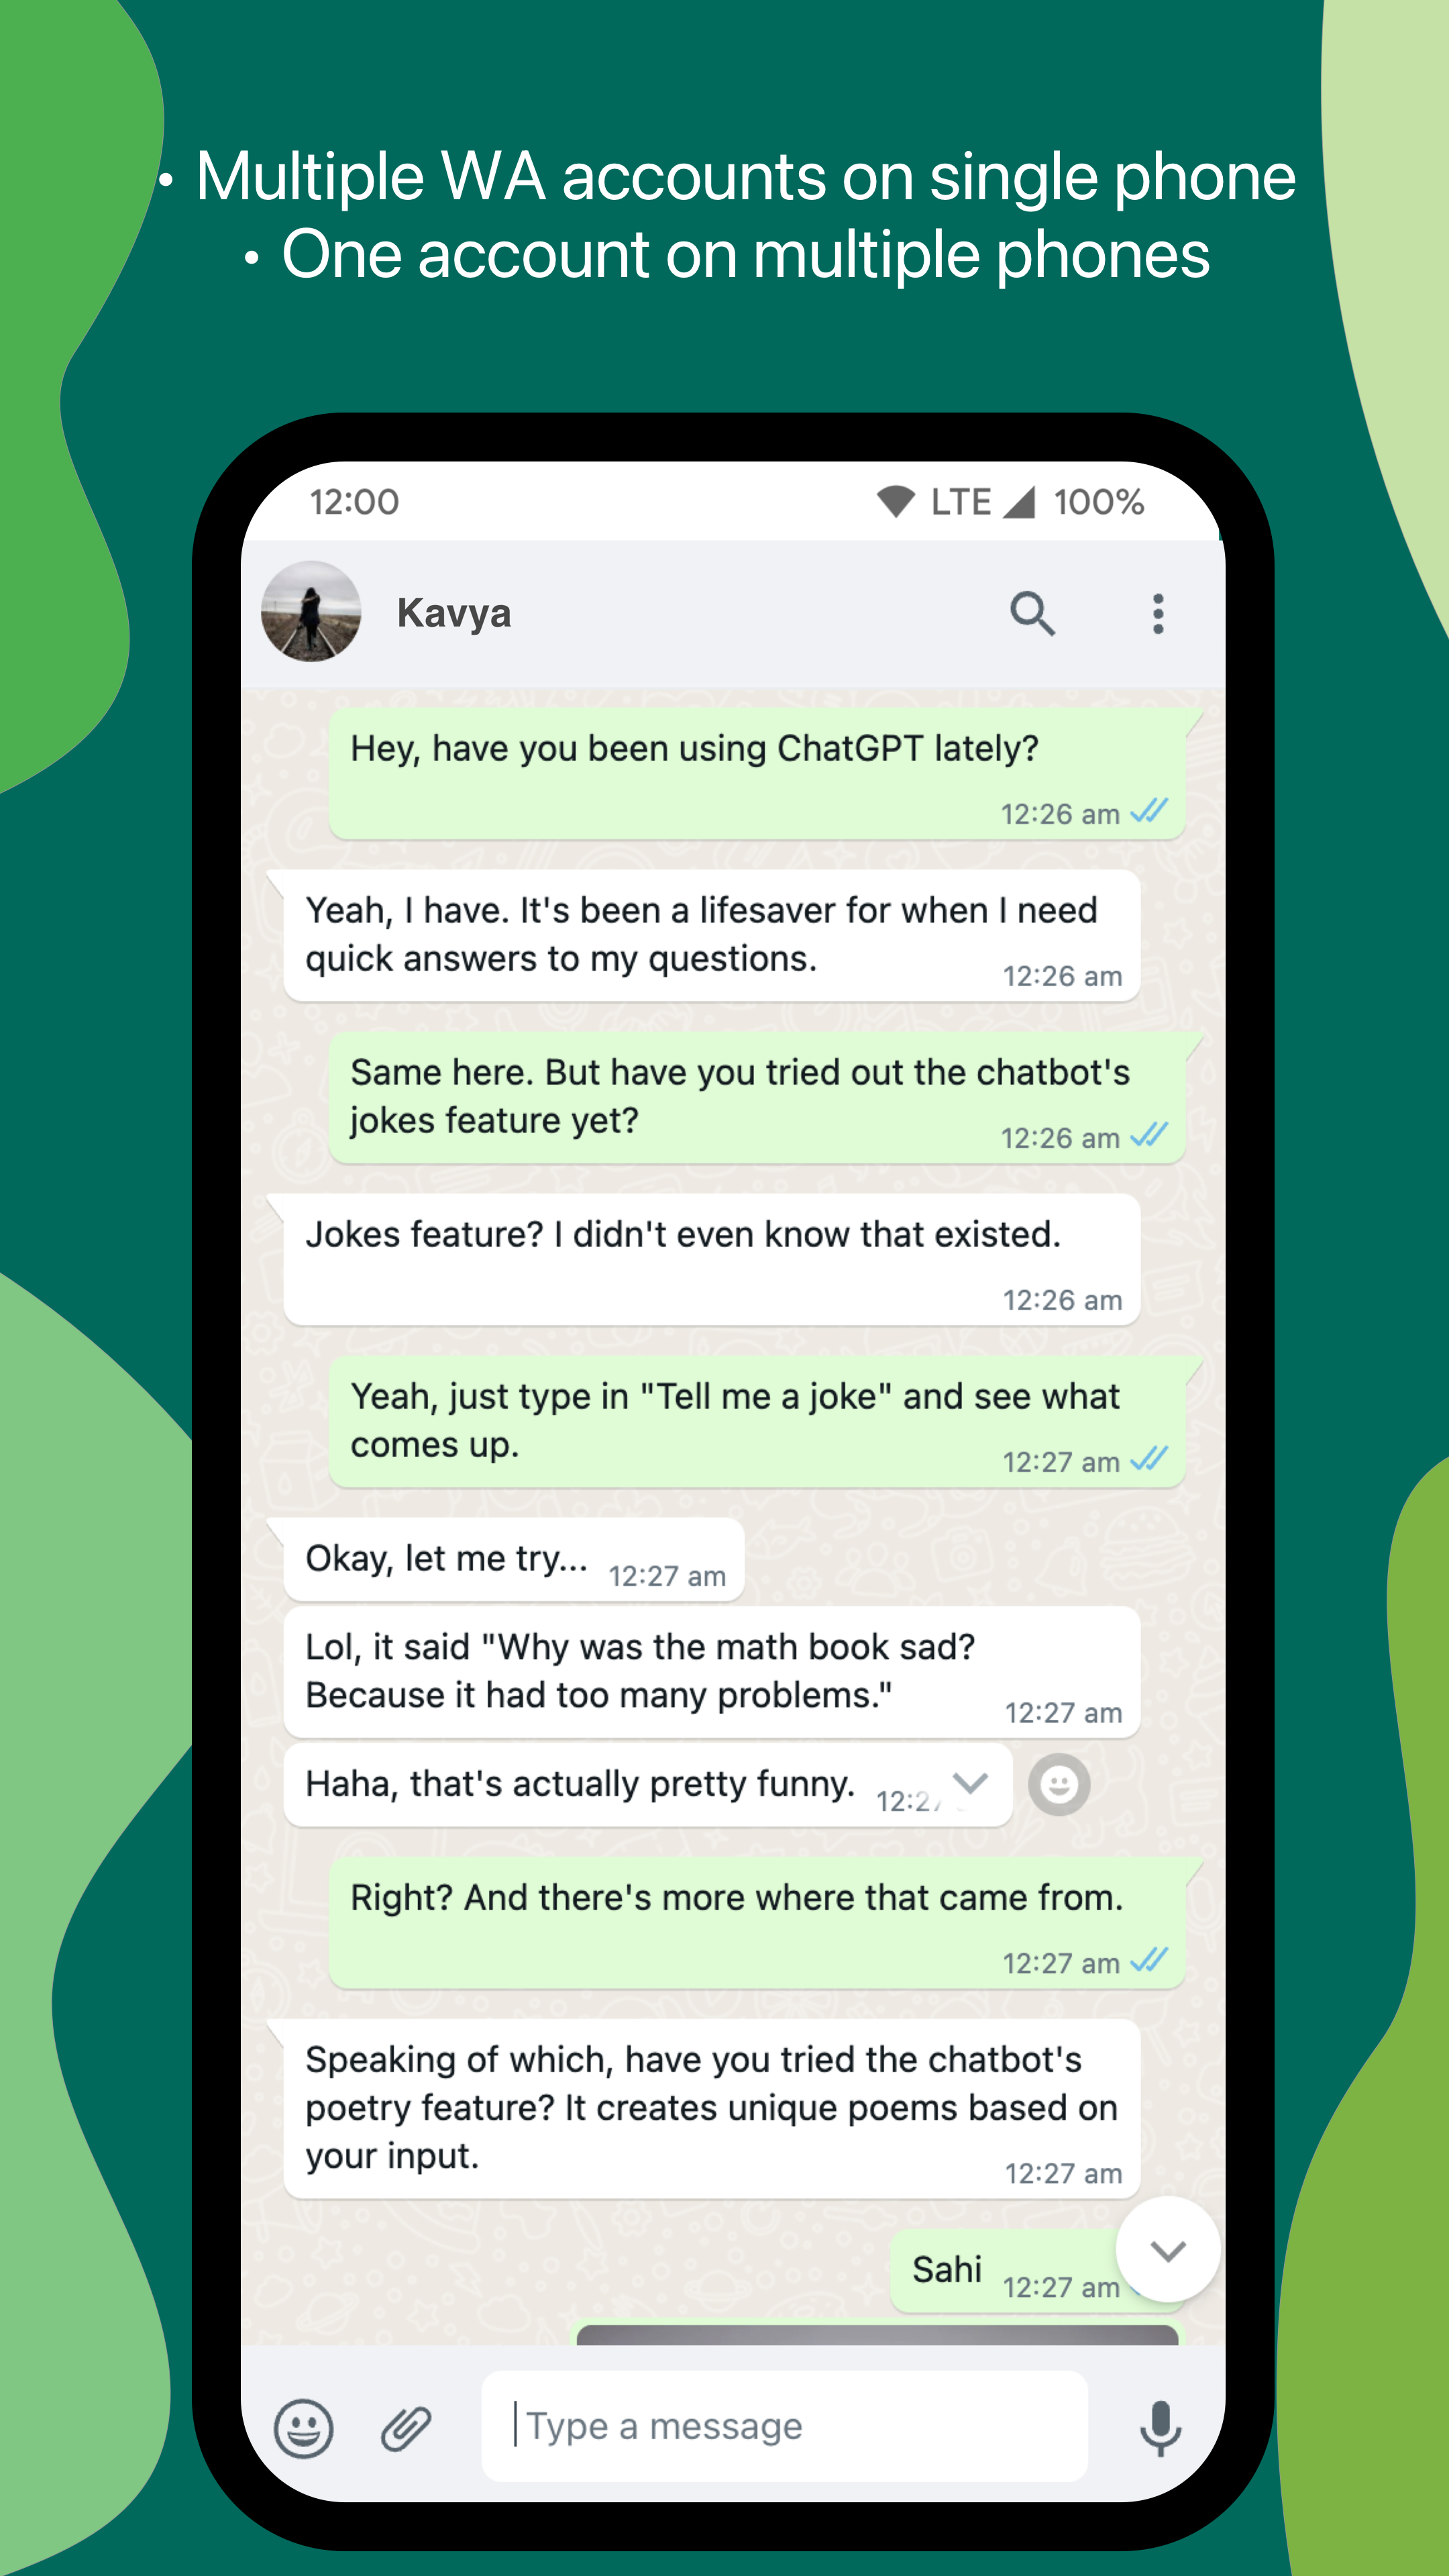 • Multiple WA accounts on single phone
• One account on multiple phones
12:00 LTE 100%
Kavya
Hey, have you been using ChatGPT lately?
12:26 am
Yeah, I have. It's been a lifesaver for when I need
quick answers to my questions.
12:26 am
Same here. But have you tried out the chatbot's
jokes feature yet?
12:26 am
Jokes feature? I didn't even know that existed.
12:26 am
Yeah, just type in "Tell me a joke" and see what
comes up.
12:27 am
Okay, let me try... 12:27 am
Lol, it said "Why was the math book sad?
Because it had too many problems."
12:27 am
Haha, that's actually pretty funny.
Right? And there's more where that came from.
12:27 am
Speaking of which, have you tried the chatbot's
poetry feature? It creates unique poems based on
your input.
12:27 am
Sahi 12:27 am
Type a message